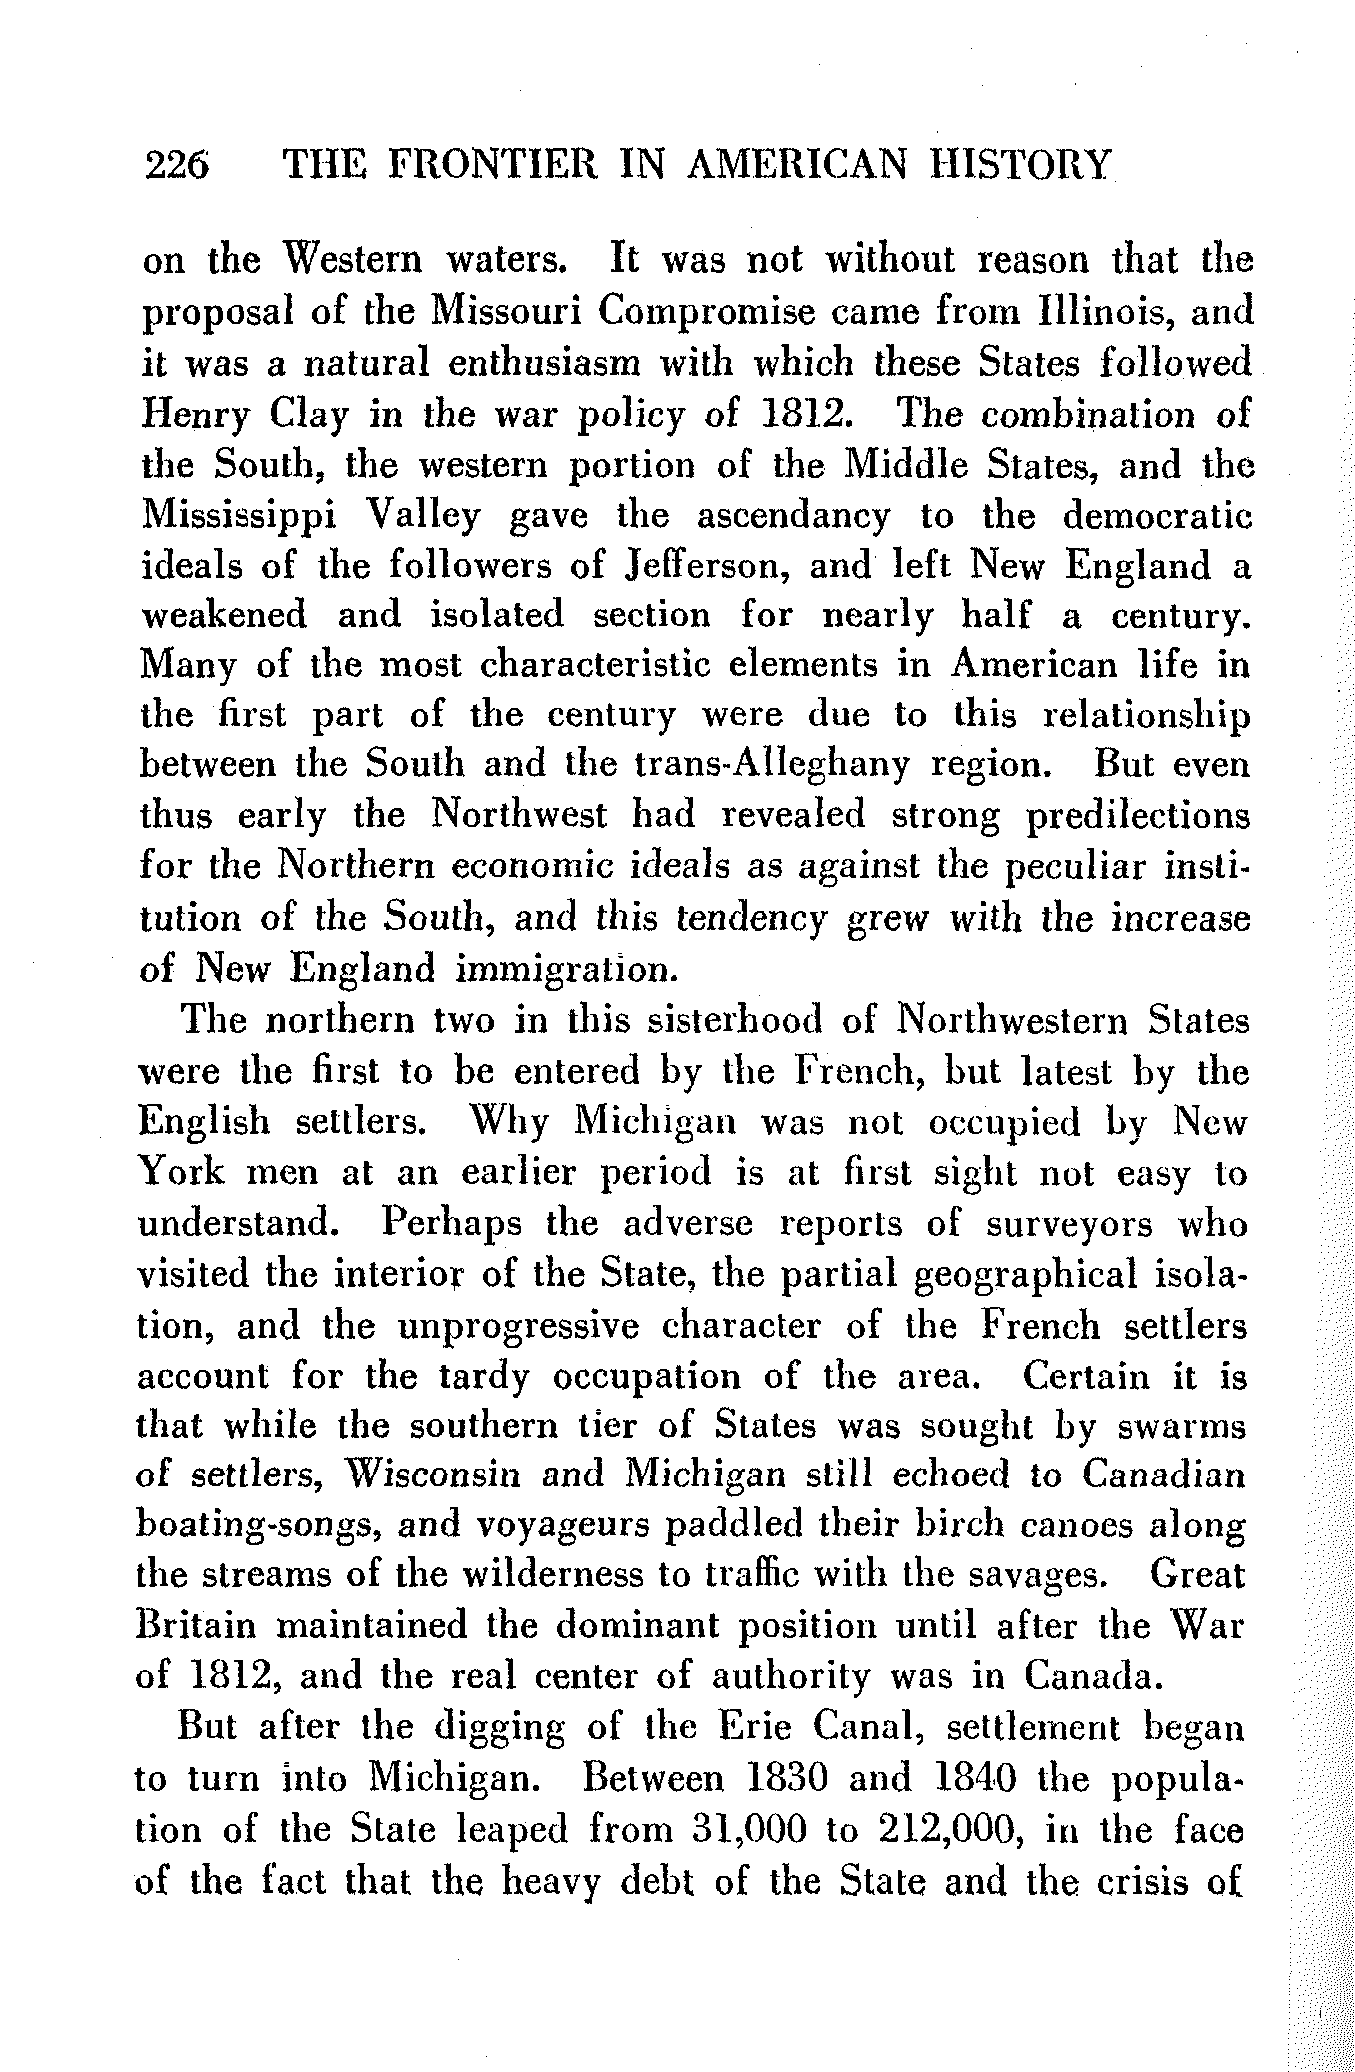 226 THE FRONTIER IN AMERICAN HISTORY
on the Western waters. It was not without reason that the
proposal of the Missouri Compromise came from Illinois, and
it was a natural enthusiasm with which these States followed
Henry Clay in the war policy of 1812. The combination of
the South, the western portion of the Middle States, and the
Mississippi Valley gave the ascendancy to the democratic
ideals of the followers of Jefferson, and left New England a
weakened and isolated section for nearly half a century.
Many of the most characteristic elements in American life in
the first part of the century were due to this relationship
between the South and the trans-Alleghany region. But even
thus early the Northwest had revealed strong predilections
for the Northern economic ideals as against the peculiar insti-
tution of the South, and this tendency grew with the increase
of New England immigration.
The northern two in this sisterhood of Northwestern States
were the first to be entered by the French, but latest by the
English settlers. Why Michigan was not occupied by New
York men at an earlier period is at first sight not easy to
understand. Perhaps the adverse reports of surveyors who
visited the interior of the State, the partial geographical isola-
tion, and the unprogressive character of the French settlers
account for the tardy occupation of the area. Certain it is
that while the southern tier of States was sought by swarms
of settlers, Wisconsin and Michigan still echoed to Canadian
boating-songs, and voyageurs paddled their birch canoes along
the streams of the wilderness to traffic with the savages. Great
Britain maintained the dominant position until after the War
of 1812, and the real center of authority was in Canada.
But after the digging of the Erie Canal, settlement began
to turn into Michigan. Between 1830 and 1840 the popula-
tion of the State leaped from 31,000 to 212,000, in the face
of the fact that the heavy debt of the State and the crisis of